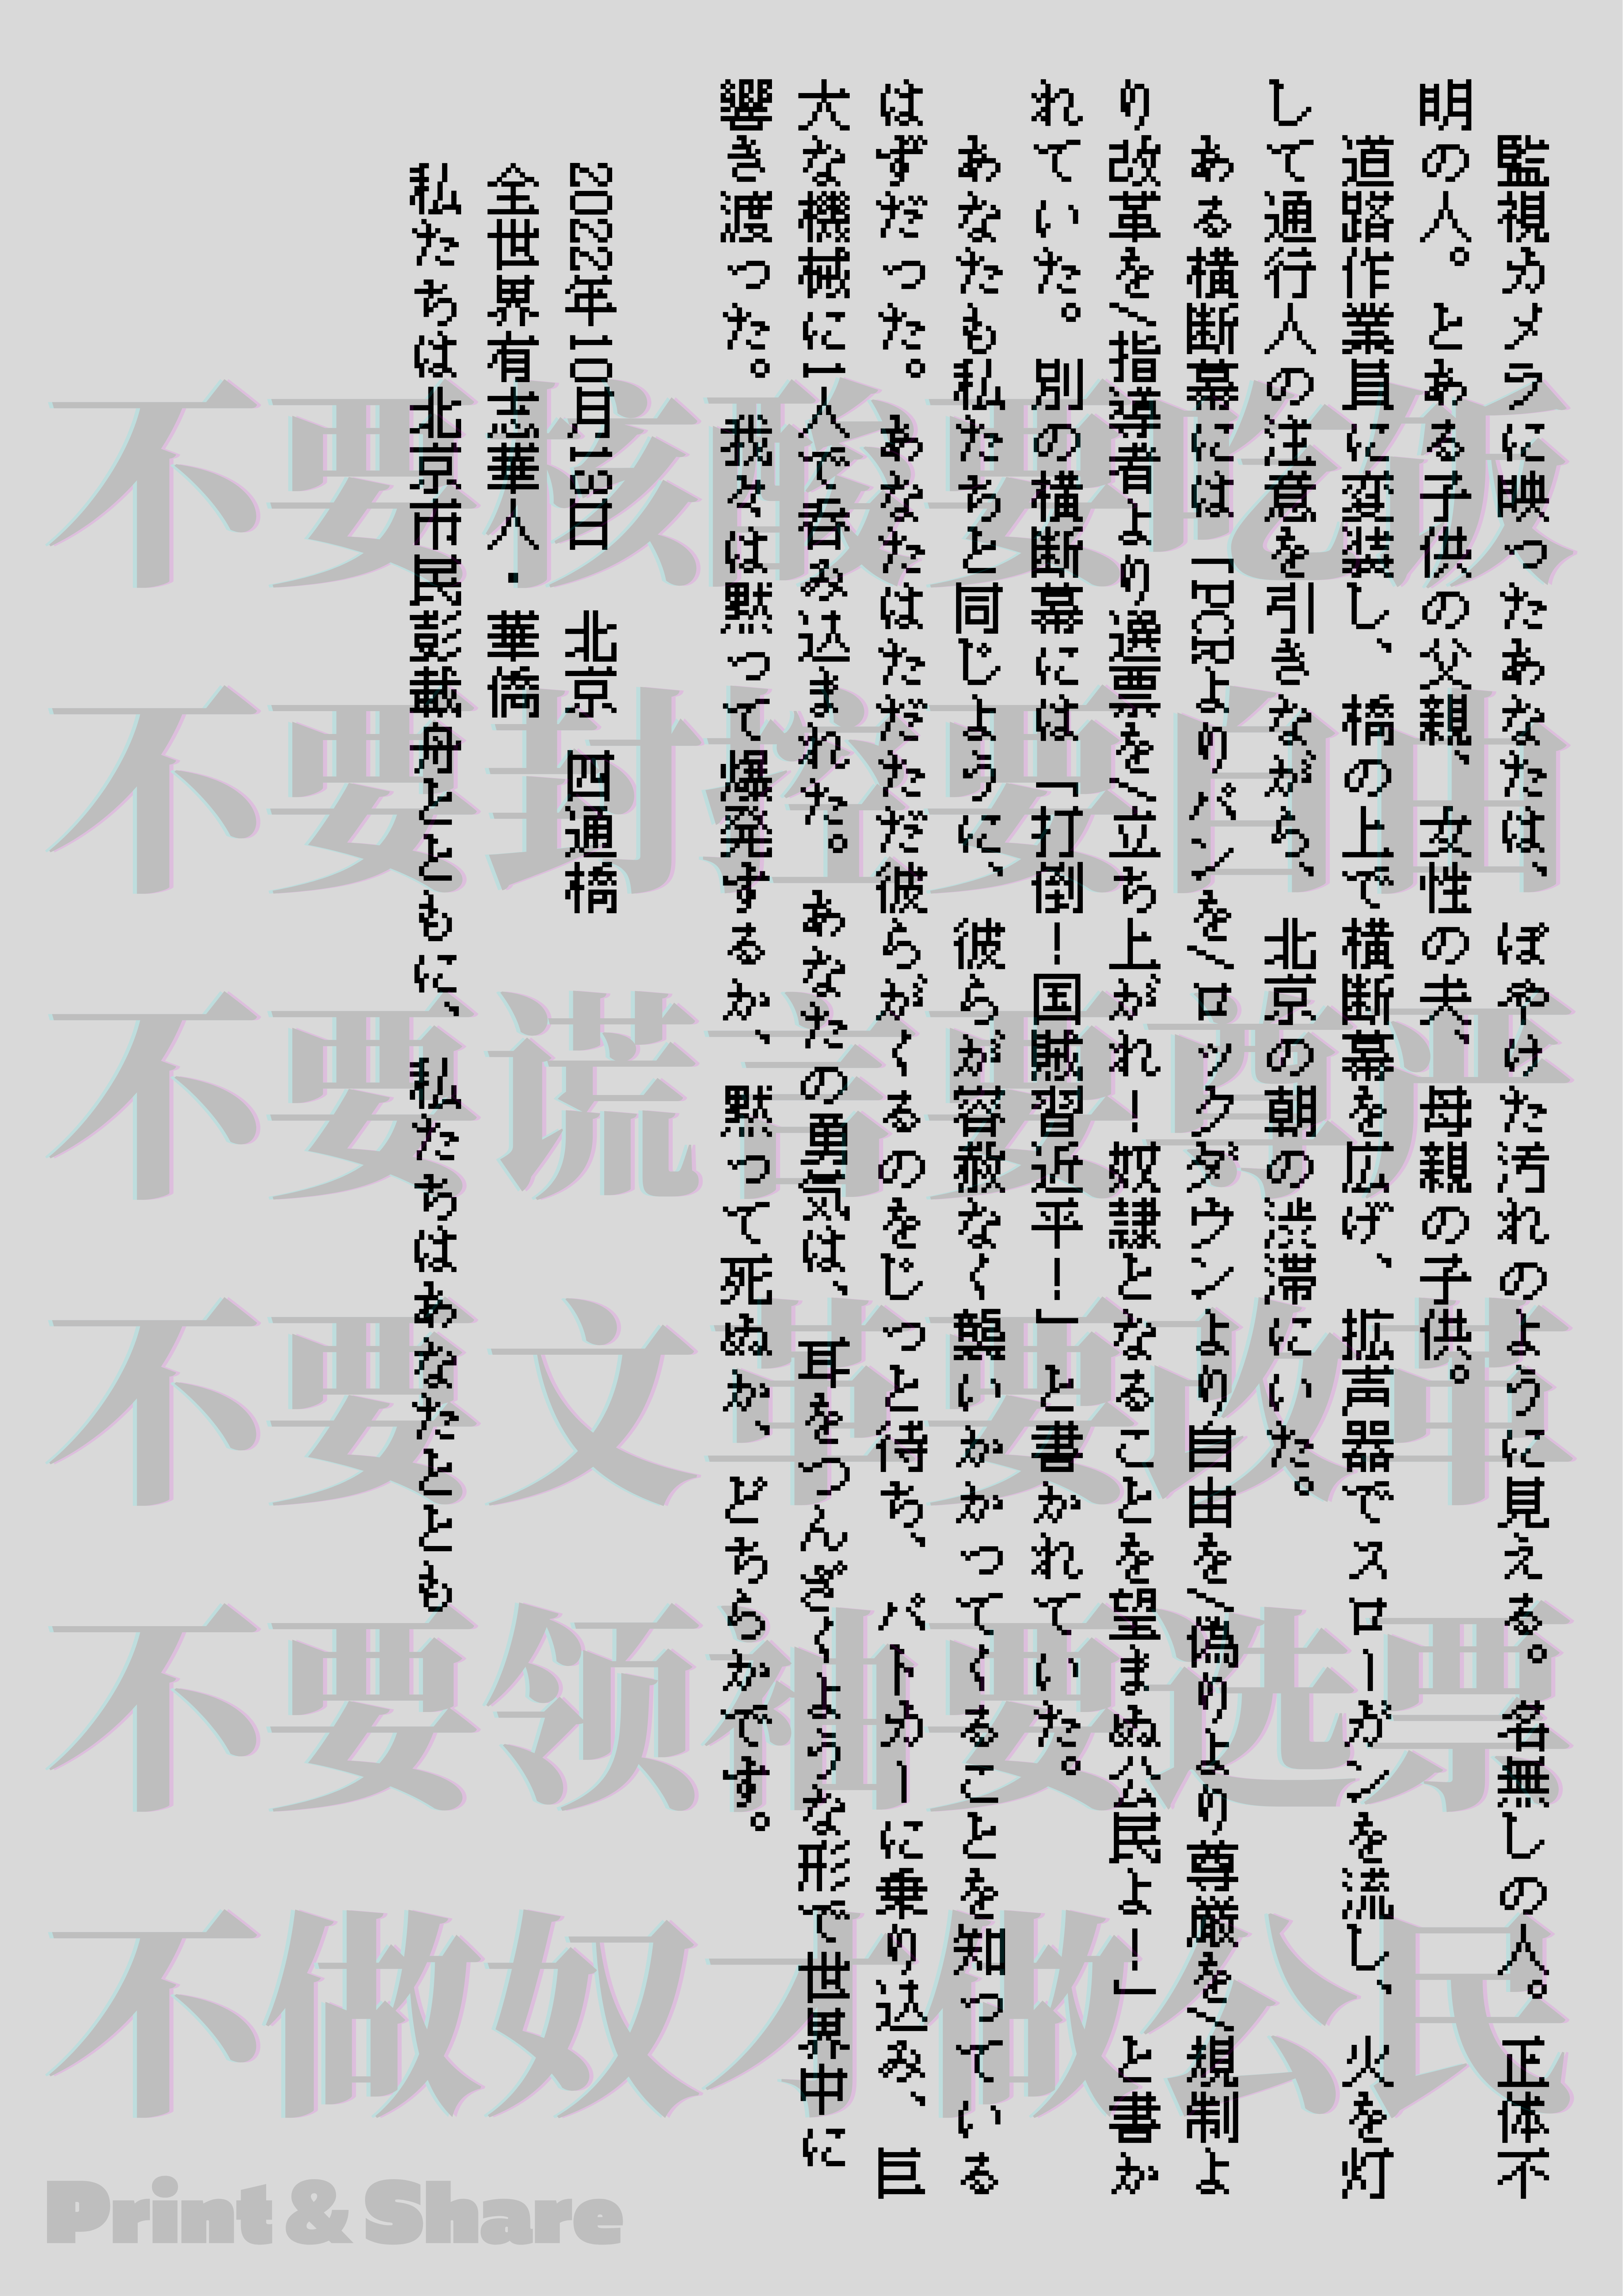 監視カメラに映ったあなたは、ぼやけた汚れのように見える。名無しの人。正体不
明の人。とある子供の父親、女性の夫、母親の子供。
道路作業員に変装し、橋の上で横断幕を広げ、拡声器でスローガンを流し、火を灯
して通行人の注意を引きながら、北京の朝の渋滞にいた。
ある横断幕には「PCRよりパンを/ロックダウンより自由を/偽りより尊厳を/規制よ
り改革を/指導者より選票を/立ち上がれ!奴隷となることを望まぬ公民よ!」と書か
れていた。別の横断幕には「打倒!国賊習近平!」と書かれていた。
あなたも私たちと同じように、彼らが容赦なく襲いかかってくることを知っている
はずだった。あなたはただただ彼らがくるのをじっと待ち、パトカーに乗り込み、巨
大な機械に1人で呑み込まれた。あなたの勇気は、耳をつんざくような形で世界中に
響き渡った。我々は黙って爆発するか、黙って死ぬか、どちらかです。
2022年10月13日 北京 四通橋
全世界有志華人・華僑
私たちは北京市民彭載舟とともに、私たちはあなたととも
不要核酸要吃饭
不要封控要自由
不要谎言要尊严
不要文革要改革
不要领袖要选票
不做奴才做公民
Print & Share